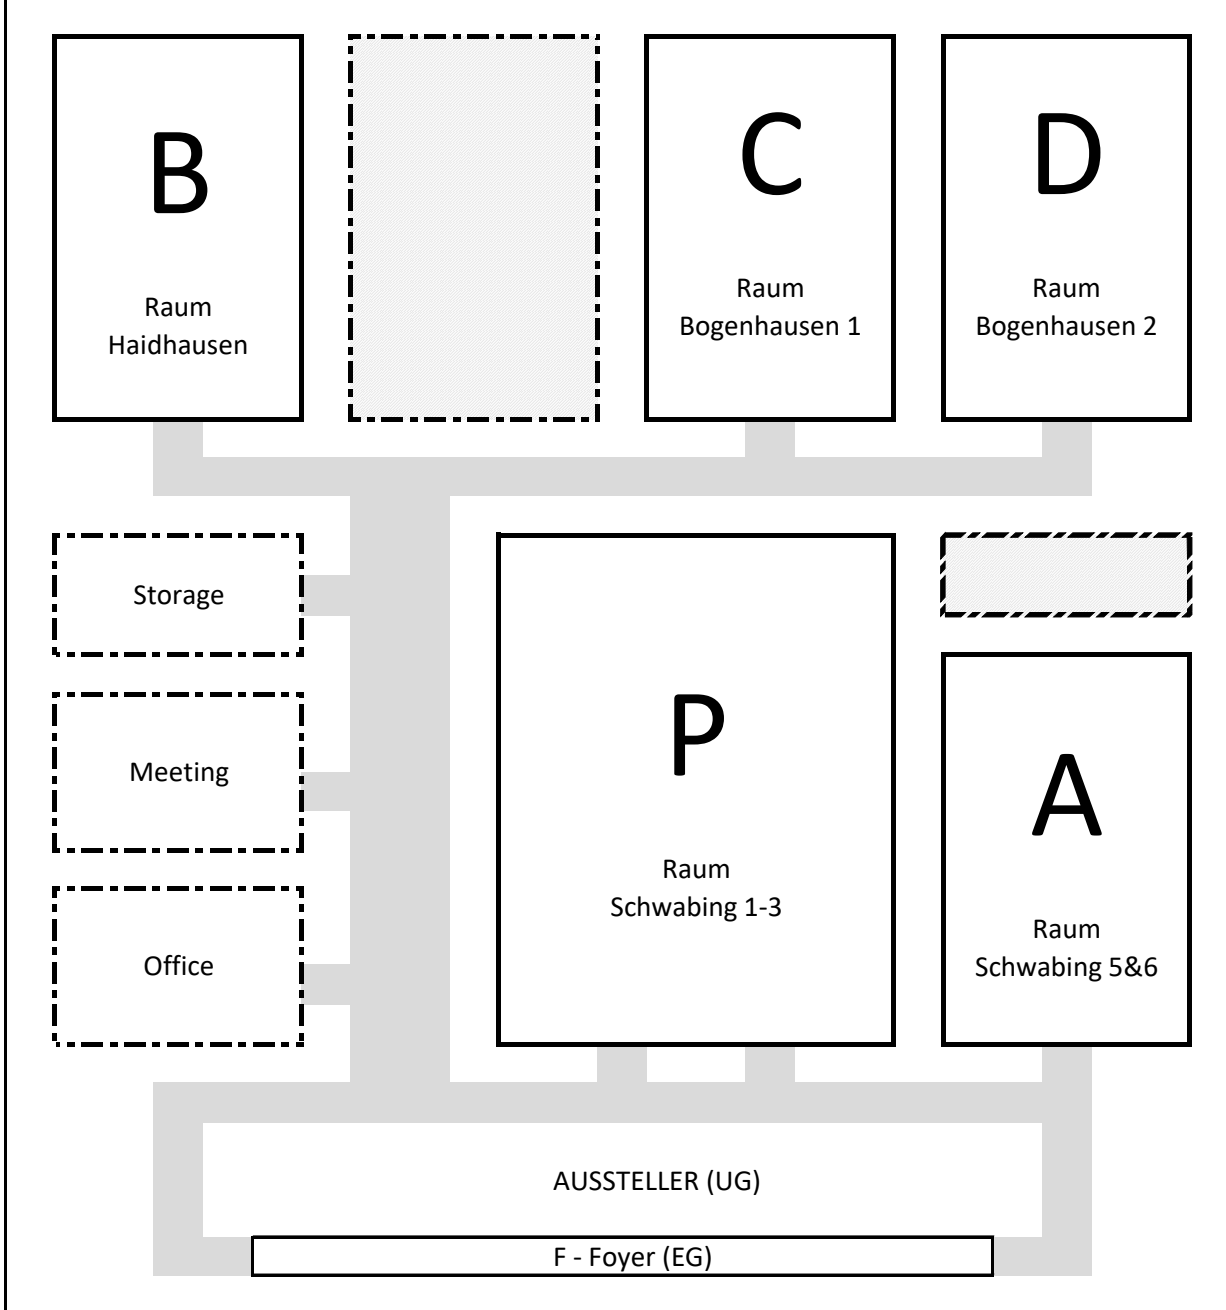 B
Raum
Haidhausen
C
Raum
Bogenhausen 1
D
Raum
Bogenhausen 2
Storage
Meeting
Office
P
Raum
Schwabing 1-3
A
Raum
Schwabing 5&6
AUSSTELLER (UG)
F - Foyer (EG)